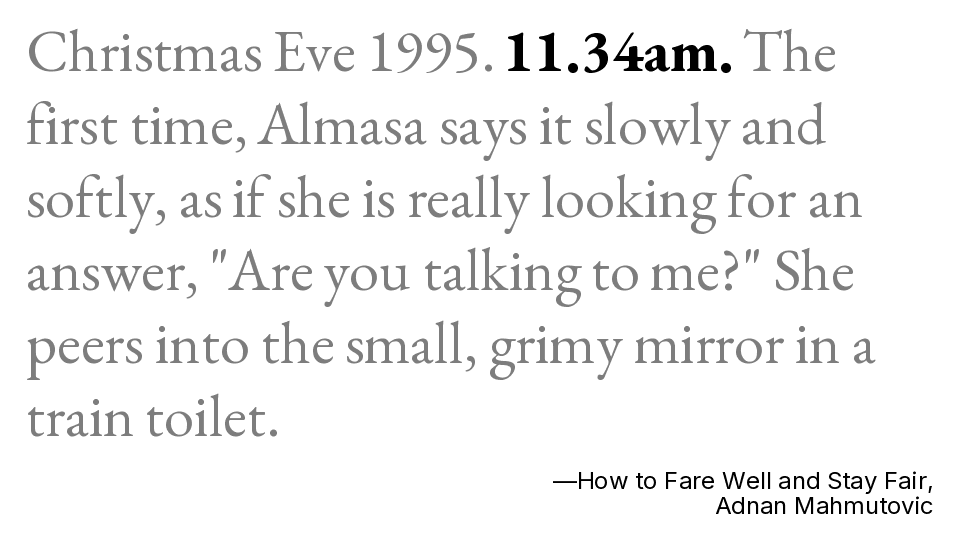 Christmas Eve 1995. 11.34am. The
first time, Almasa says it slowly and
softly, as if she is really looking for an
answer, "Are you talking to me?" She
peers into the small, grimy mirror in a
train toilet.
—How to Fare Well and Stay Fair,
Adnan Mahmutovic